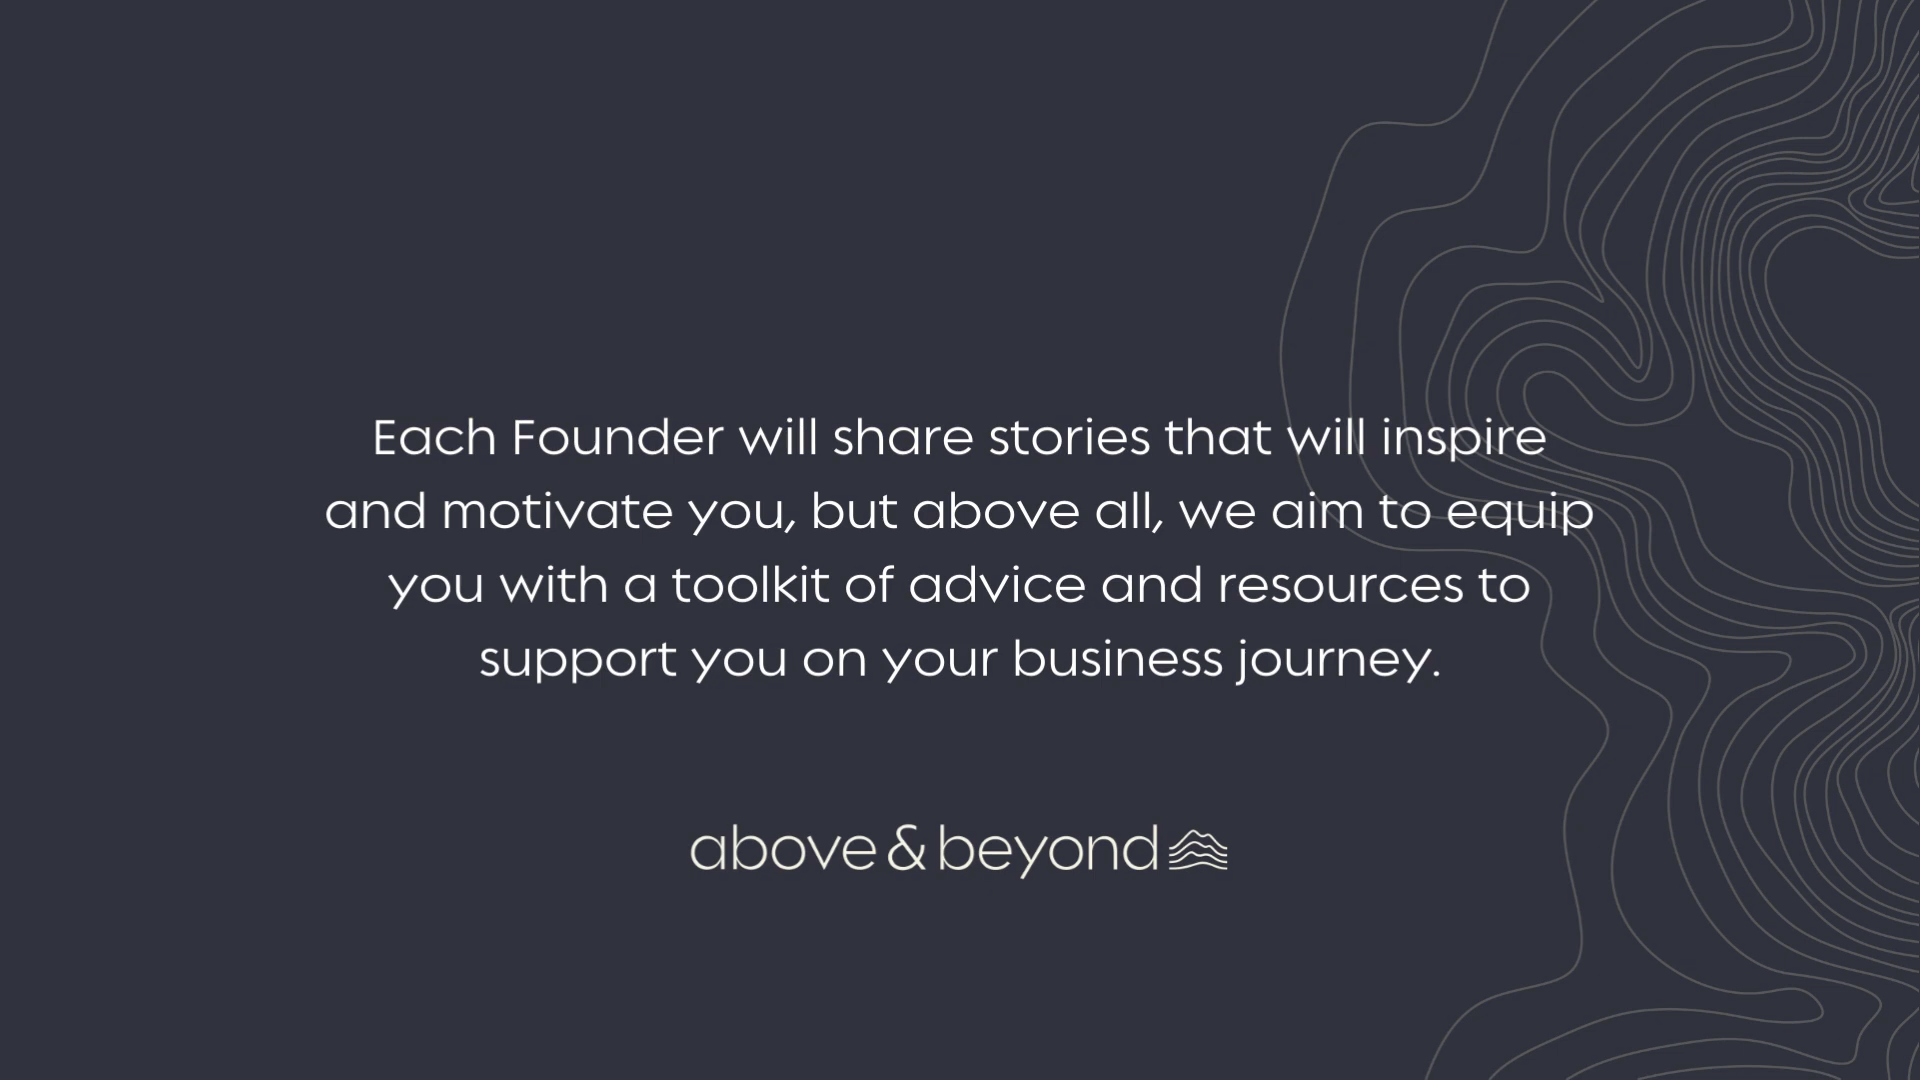 Each Founder will share stories that will inspire
and motivate you, but above all, we aim to equip
you with a toolkit of advice and resources to
support you on your business journey.
above & beyond